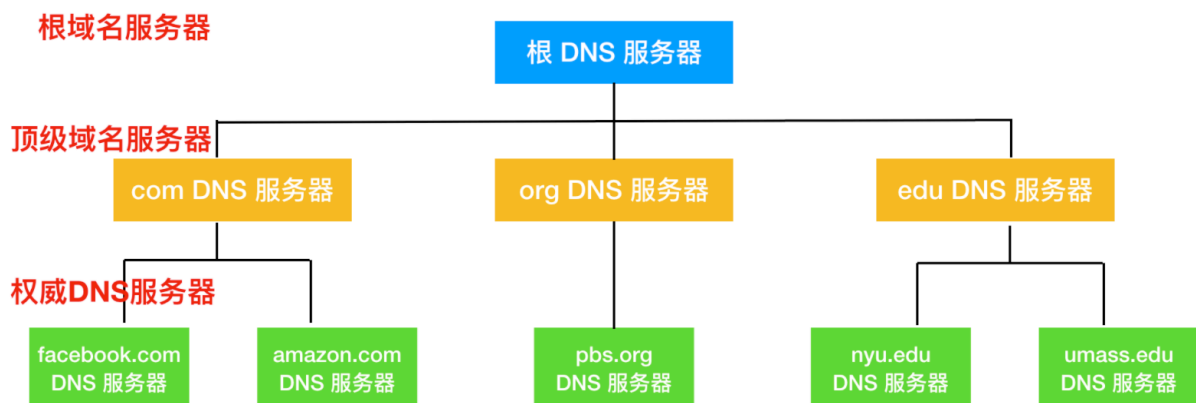 根域名服务器
根 DNS 服务器
顶级域名服务器
com DNS 服务器
org DNS 服务器
edu DNS 服务器
权威DNS服务器
facebook.com
DNS 服务器
amazon.com
DNS 服务器
pbs.org
DNS 服务器
nyu.edu
DNS 服务器
umass.edu
DNS 服务器